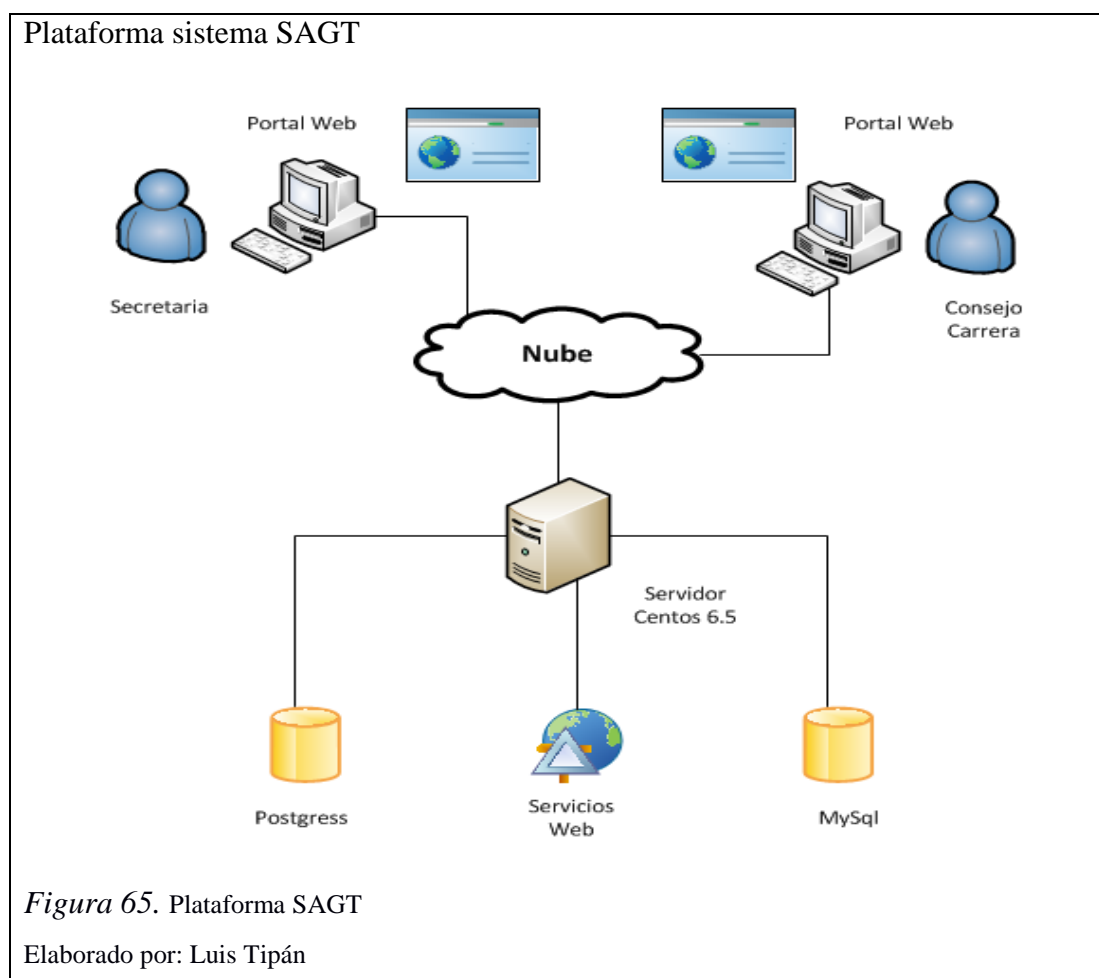 Plataforma sistema SAGT
Portal Web
Portal Web
Secretaria
Consejo
Carrera
Nube
Servidor
Centos 6.5
Postgress
Servicios
Web
MySql
Figura 65. Plataforma SAGT
Elaborado por: Luis Tipán